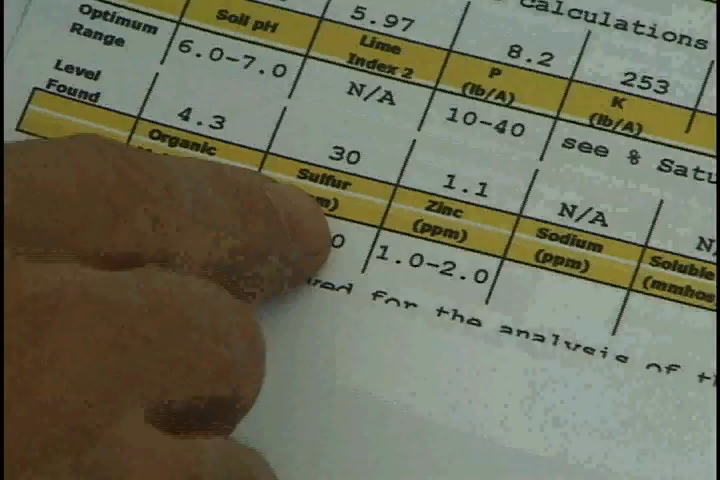 calculations
5.97 8.2 253
Soil pH Lime Index 2 P (lb/A) K (lb/A)
Optimum Range 6.0-7.0 N/A 10-40 see % Satu
Level Found 4.3 30 1.1 N/A N
Organic Sulfur Zinc (ppm) Sodium (ppm) Soluble (mmhos
0 1.0-2.0
for the analysis of th